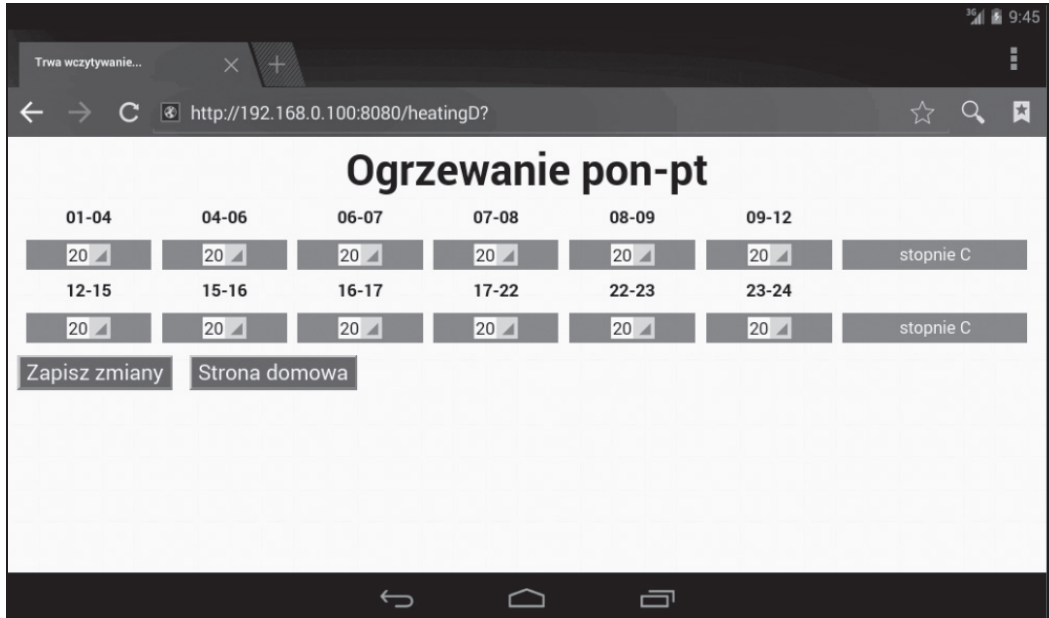 3G 9:45
Trwa wczytywanie...
http://192.168.0.100:8080/heatingD?
Ogrzewanie pon-pt
01-04 04-06 06-07 07-08 08-09 09-12
20 20 20 20 20 20 stopnie C
12-15 15-16 16-17 17-22 22-23 23-24
20 20 20 20 20 20 stopnie C
Zapisz zmiany Strona domowa